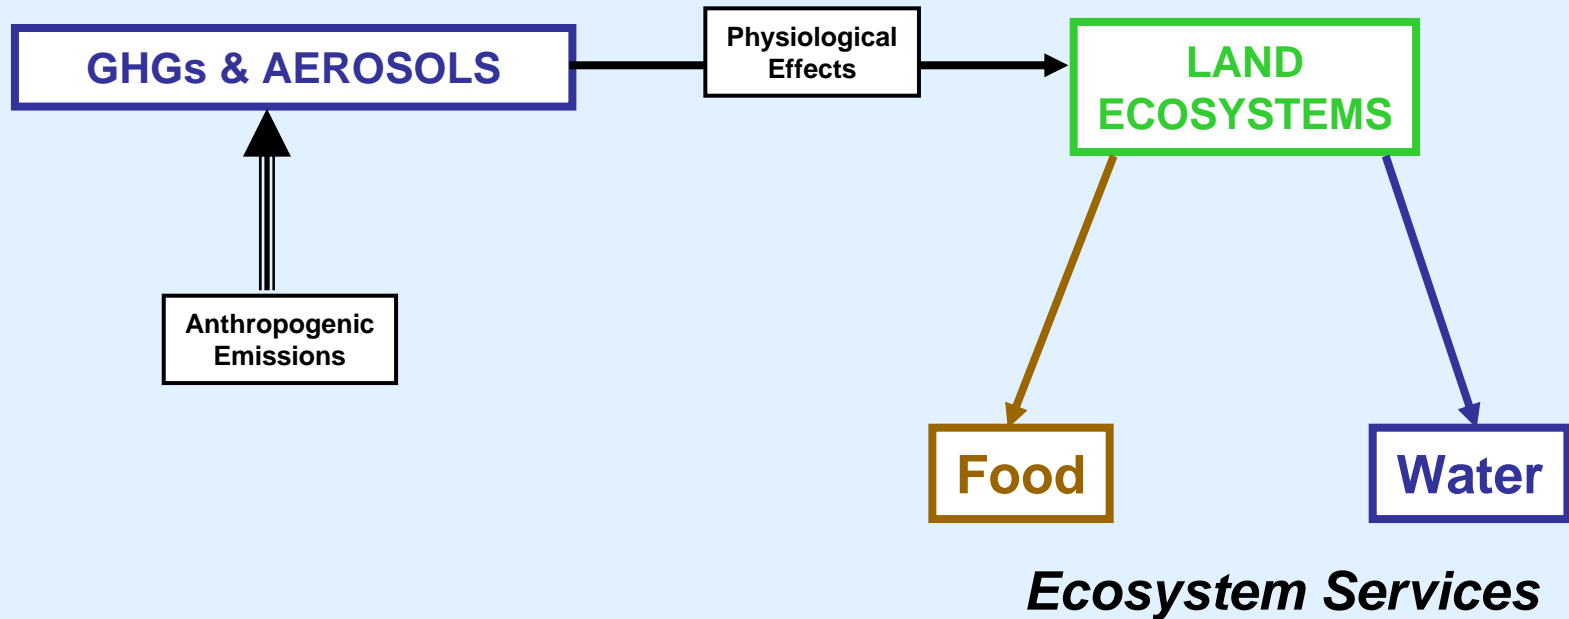 GHGs & AEROSOLS
Physiological
Effects
LAND
ECOSYSTEMS
Anthropogenic
Emissions
Food
Water
Ecosystem Services